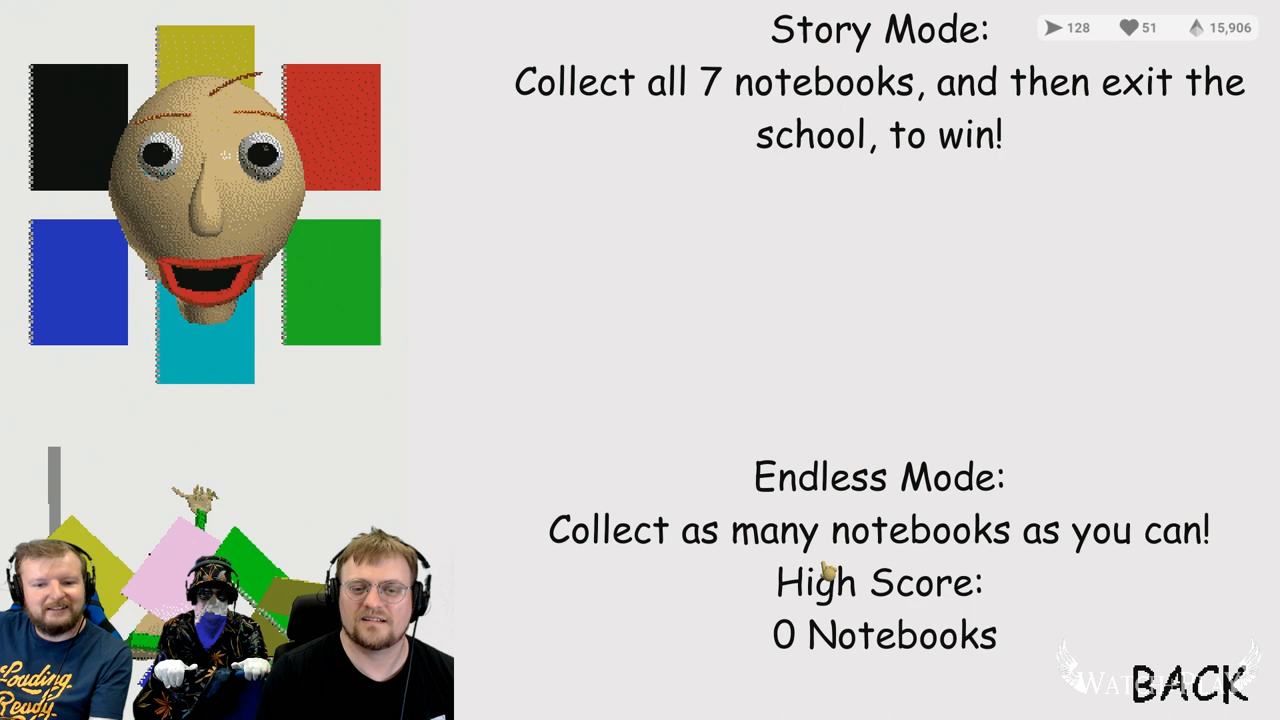 Story Mode:
128 51 15,906
Collect all 7 notebooks, and then exit the
school, to win!
Endless Mode:
Collect as many notebooks as you can!
High Score:
0 Notebooks
Loading
Ready
BACK